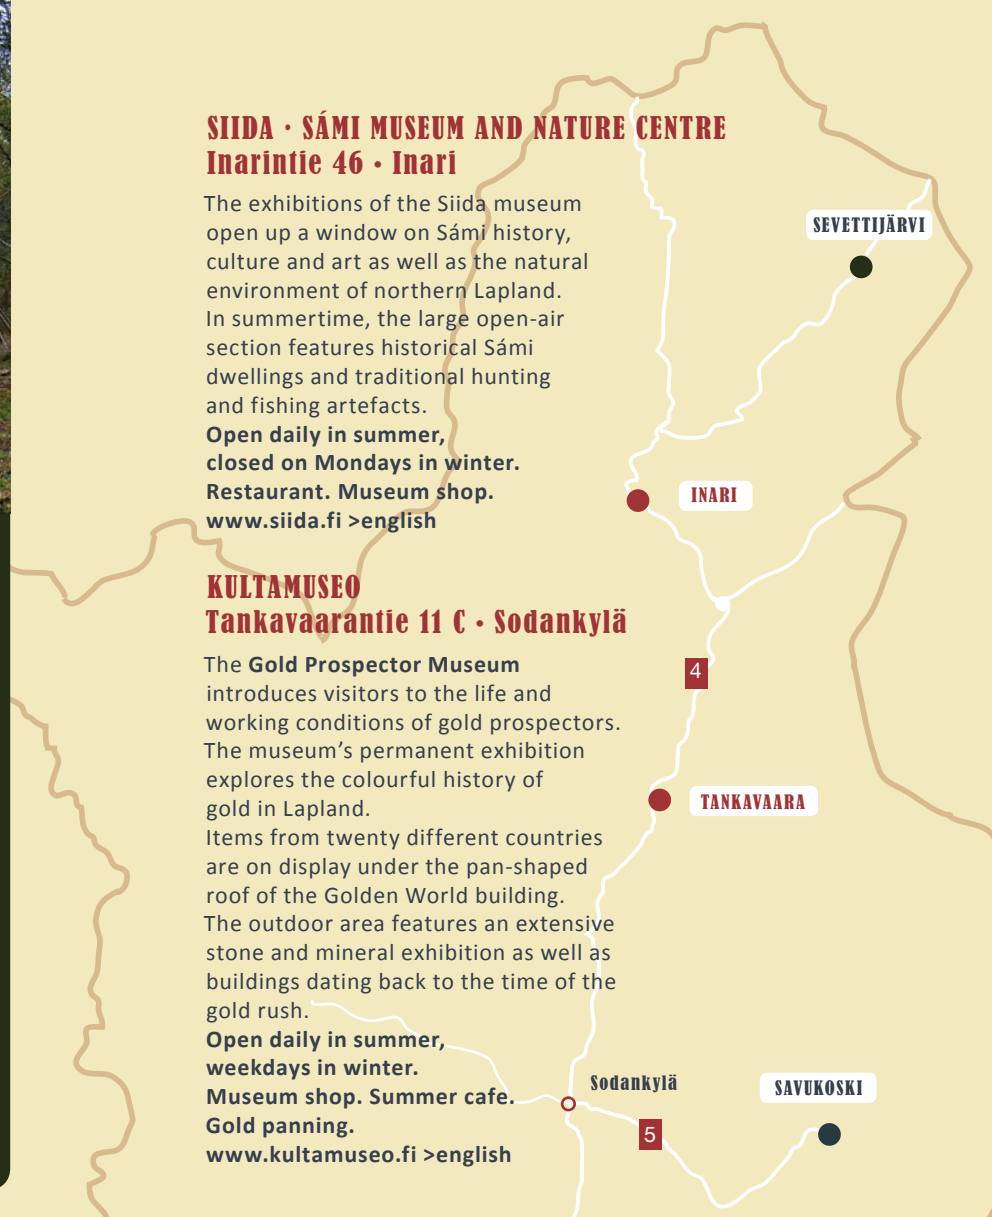 SIIDA · SÁMI MUSEUM AND NATURE CENTRE
Inarintie 46 · Inari
The exhibitions of the Siida museum
open up a window on Sámi history,
culture and art as well as the natural
environment of northern Lapland.
In summertime, the large open-air
section features historical Sámi
dwellings and traditional hunting
and fishing artefacts.
Open daily in summer,
closed on Mondays in winter.
Restaurant. Museum shop.
www.siida.fi >english
KULTAMUSEO
Tankavaarantie 11 C · Sodankylä
The Gold Prospector Museum
introduces visitors to the life and
working conditions of gold prospectors.
The museum’s permanent exhibition
explores the colourful history of
gold in Lapland.
Items from twenty different countries
are on display under the pan-shaped
roof of the Golden World building.
The outdoor area features an extensive
stone and mineral exhibition as well as
buildings dating back to the time of the
gold rush.
Open daily in summer,
weekdays in winter.
Museum shop. Summer cafe.
Gold panning.
www.kultamuseo.fi >english
SEVETTIJÄRVI
INARI
4
TANKAVAARA
Sodankylä
SAVUKOSKI
5